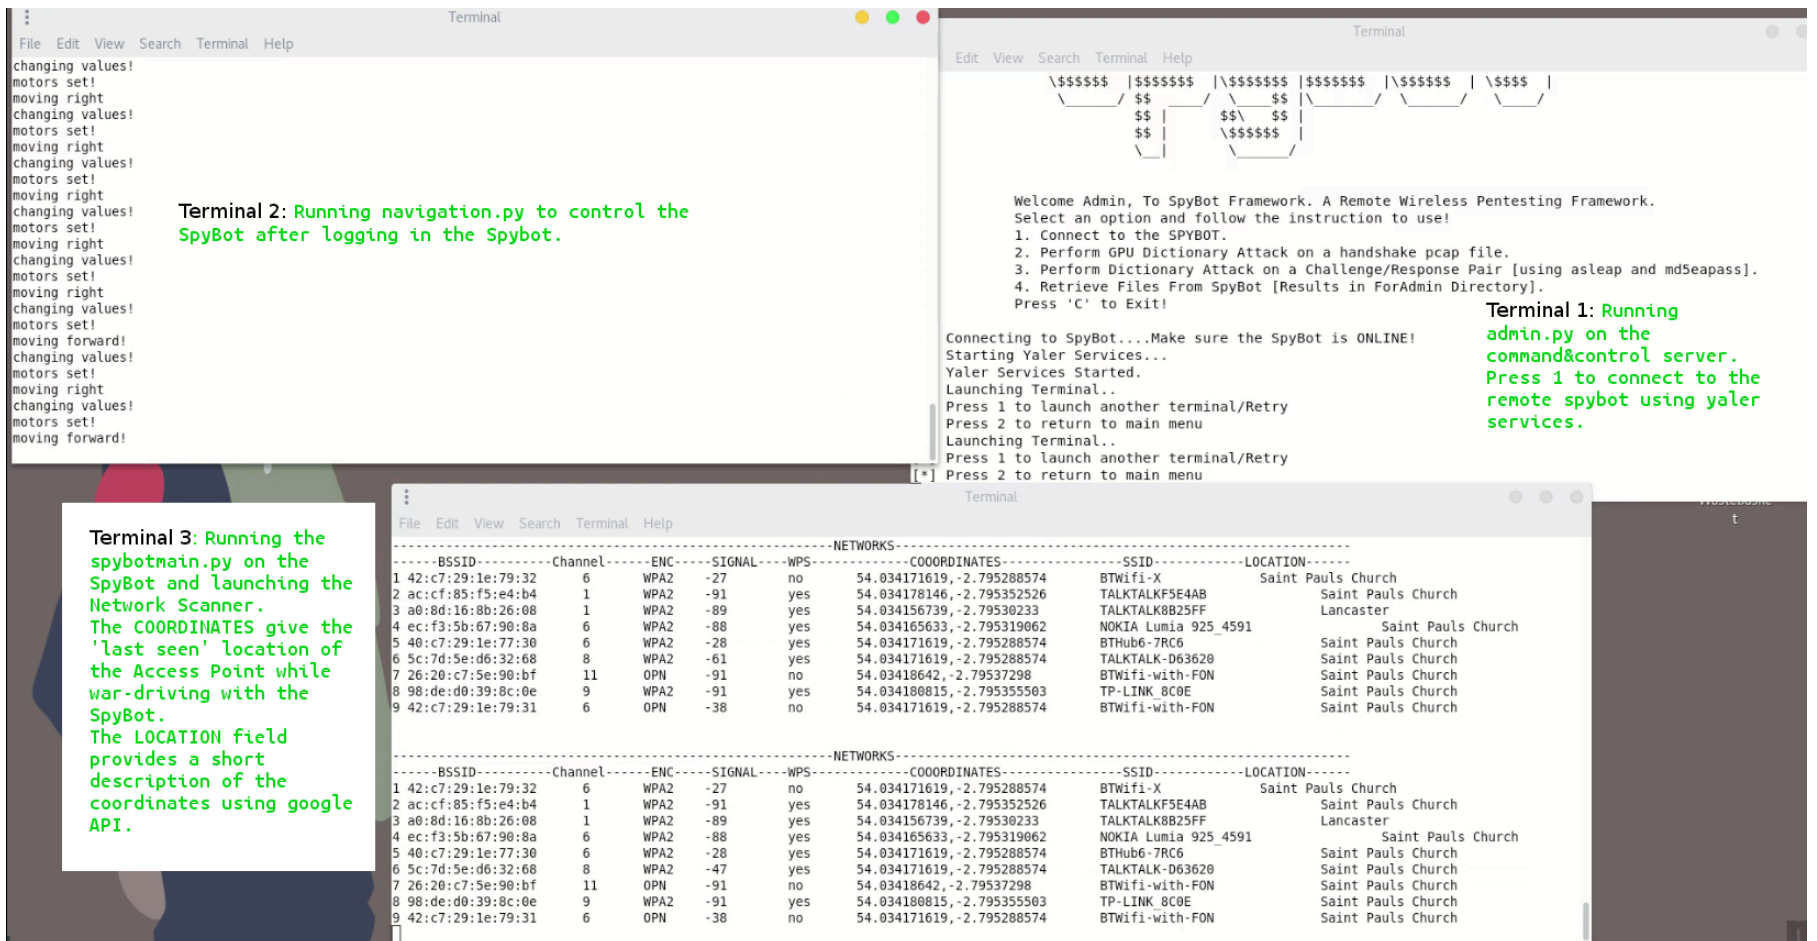 Terminal
File Edit View Search Terminal Help
changing values!
motors set!
moving right
changing values!
motors set!
moving right
changing values!
motors set!
moving right
changing values!
motors set!
moving right
changing values!
motors set!
moving right
changing values!
motors set!
moving forward!
changing values!
motors set!
moving right
changing values!
motors set!
moving forward!
Terminal 2: Running navigation.py to control the
SpyBot after logging in the Spybot.
Terminal
Edit View Search Terminal Help
\$$$$$$ |$$$$$$$ |\$$$$$$$ |$$$$$$$ |\$$$$$$ | \$$$$ |
\______/ $$ ____/ \____$$ |\_______/ \______/ \____/
$$ | $$\ $$ |
$$ | \$$$$$$ |
\__| \______/
Welcome Admin, To SpyBot Framework. A Remote Wireless Pentesting Framework.
Select an option and follow the instruction to use!
1. Connect to the SPYBOT.
2. Perform GPU Dictionary Attack on a handshake pcap file.
3. Perform Dictionary Attack on a Challenge/Response Pair [using asleap and md5eapass].
4. Retrieve Files From SpyBot [Results in ForAdmin Directory].
Press 'C' to Exit!
Connecting to SpyBot....Make sure the SpyBot is ONLINE!
Starting Yaler Services...
Yaler Services Started.
Launching Terminal..
Press 1 to launch another terminal/Retry
Press 2 to return to main menu
Launching Terminal..
Press 1 to launch another terminal/Retry
[*] Press 2 to return to main menu
Terminal 1: Running
admin.py on the
command&control server.
Press 1 to connect to the
remote spybot using yaler
services.
t
Terminal 3: Running the
spybotmain.py on the
SpyBot and launching the
Network Scanner.
The COORDINATES give the
'last seen' location of
the Access Point while
war-driving with the
SpyBot.
The LOCATION field
provides a short
description of the
coordinates using google
API.
Terminal
File Edit View Search Terminal Help
----------NETWORKS----------
------BSSID----------Channel------ENC-----SIGNAL----WPS-------------COOORDINATES----------------SSID------------LOCATION------
1 42:c7:29:1e:79:32 6 WPA2 -27 no 54.034171619,-2.795288574 BTWifi-X Saint Pauls Church
2 ac:cf:85:f5:e4:b4 1 WPA2 -91 yes 54.034178146,-2.795352526 TALKTALKF5E4AB Saint Pauls Church
3 a0:8d:16:8b:26:08 1 WPA2 -89 yes 54.034156739,-2.79530233 TALKTALK8B25FF Lancaster
4 ec:f3:5b:67:90:8a 6 WPA2 -88 yes 54.034165633,-2.795319062 NOKIA Lumia 925_4591 Saint Pauls Church
5 40:c7:29:1e:77:30 6 WPA2 -28 yes 54.034171619,-2.795288574 BTHub6-7RC6 Saint Pauls Church
6 5c:7d:5e:d6:32:68 8 WPA2 -61 yes 54.034171619,-2.795288574 TALKTALK-D63620 Saint Pauls Church
7 26:20:c7:5e:90:bf 11 OPN -91 no 54.03418642,-2.79537298 BTWifi-with-FON Saint Pauls Church
8 98:de:d0:39:8c:0e 9 WPA2 -91 yes 54.034180815,-2.795355503 TP-LINK_8C0E Saint Pauls Church
9 42:c7:29:1e:79:31 6 OPN -38 no 54.034171619,-2.795288574 BTWifi-with-FON Saint Pauls Church
----------NETWORKS----------
------BSSID----------Channel------ENC-----SIGNAL----WPS-------------COOORDINATES----------------SSID------------LOCATION------
1 42:c7:29:1e:79:32 6 WPA2 -27 no 54.034171619,-2.795288574 BTWifi-X Saint Pauls Church
2 ac:cf:85:f5:e4:b4 1 WPA2 -91 yes 54.034178146,-2.795352526 TALKTALKF5E4AB Saint Pauls Church
3 a0:8d:16:8b:26:08 1 WPA2 -89 yes 54.034156739,-2.79530233 TALKTALK8B25FF Lancaster
4 ec:f3:5b:67:90:8a 6 WPA2 -88 yes 54.034165633,-2.795319062 NOKIA Lumia 925_4591 Saint Pauls Church
5 40:c7:29:1e:77:30 6 WPA2 -28 yes 54.034171619,-2.795288574 BTHub6-7RC6 Saint Pauls Church
6 5c:7d:5e:d6:32:68 8 WPA2 -47 yes 54.034171619,-2.795288574 TALKTALK-D63620 Saint Pauls Church
7 26:20:c7:5e:90:bf 11 OPN -91 no 54.03418642,-2.79537298 BTWifi-with-FON Saint Pauls Church
8 98:de:d0:39:8c:0e 9 WPA2 -91 yes 54.034180815,-2.795355503 TP-LINK_8C0E Saint Pauls Church
9 42:c7:29:1e:79:31 6 OPN -38 no 54.034171619,-2.795288574 BTWifi-with-FON Saint Pauls Church